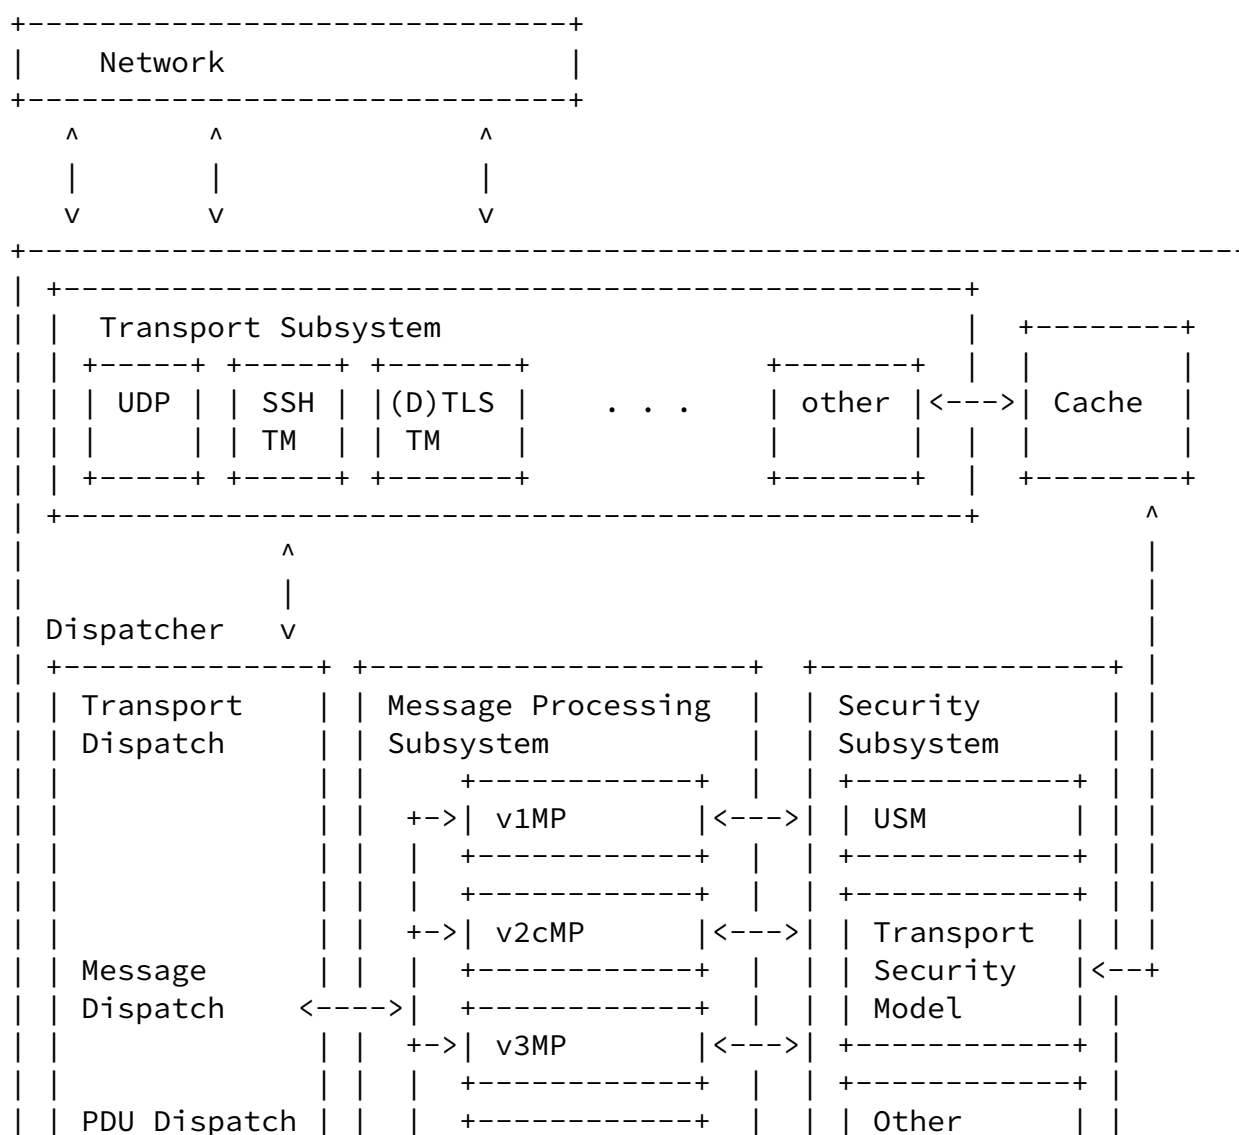 +------------------------------+
|    Network                   |
+------------------------------+
   ^       ^              ^
   |       |              |
   v       v              v
+--------------------------------------------------------------------
| +--------------------------------------------------+
| |  Transport Subsystem                             |  +--------+
| | +-----+ +-----+ +-------+             +-------+  |  |        |
| | | UDP | | SSH | |(D)TLS |    . . .    | other |<--->| Cache  |
| | |     | | TM  | | TM    |             |       |  |  |        |
| | +-----+ +-----+ +-------+             +-------+  |  +--------+
| +--------------------------------------------------+         ^
|              ^                                               |
|              |                                               |
| Dispatcher   v                                               |
| +--------------+ +---------------------+  +----------------+ |
| | Transport    | | Message Processing  |  | Security       | |
| | Dispatch     | | Subsystem           |  | Subsystem      | |
| |              | |     +------------+  |  | +------------+ | |
| |              | |  +->| v1MP       |<--->| | USM        | | |
| |              | |  |  +------------+  |  | +------------+ | |
| |              | |  |  +------------+  |  | +------------+ | |
| |              | |  +->| v2cMP      |<--->| | Transport  | | |
| | Message      | |  |  +------------+  |  | | Security   |<--+
| | Dispatch    <---->|  +------------+  |  | | Model      | |
| |              | |  +->| v3MP       |<--->| +------------+ |
| |              | |  |  +------------+  |  | +------------+ |
| | PDU Dispatch | |  |  +------------+  |  | | Other      | |